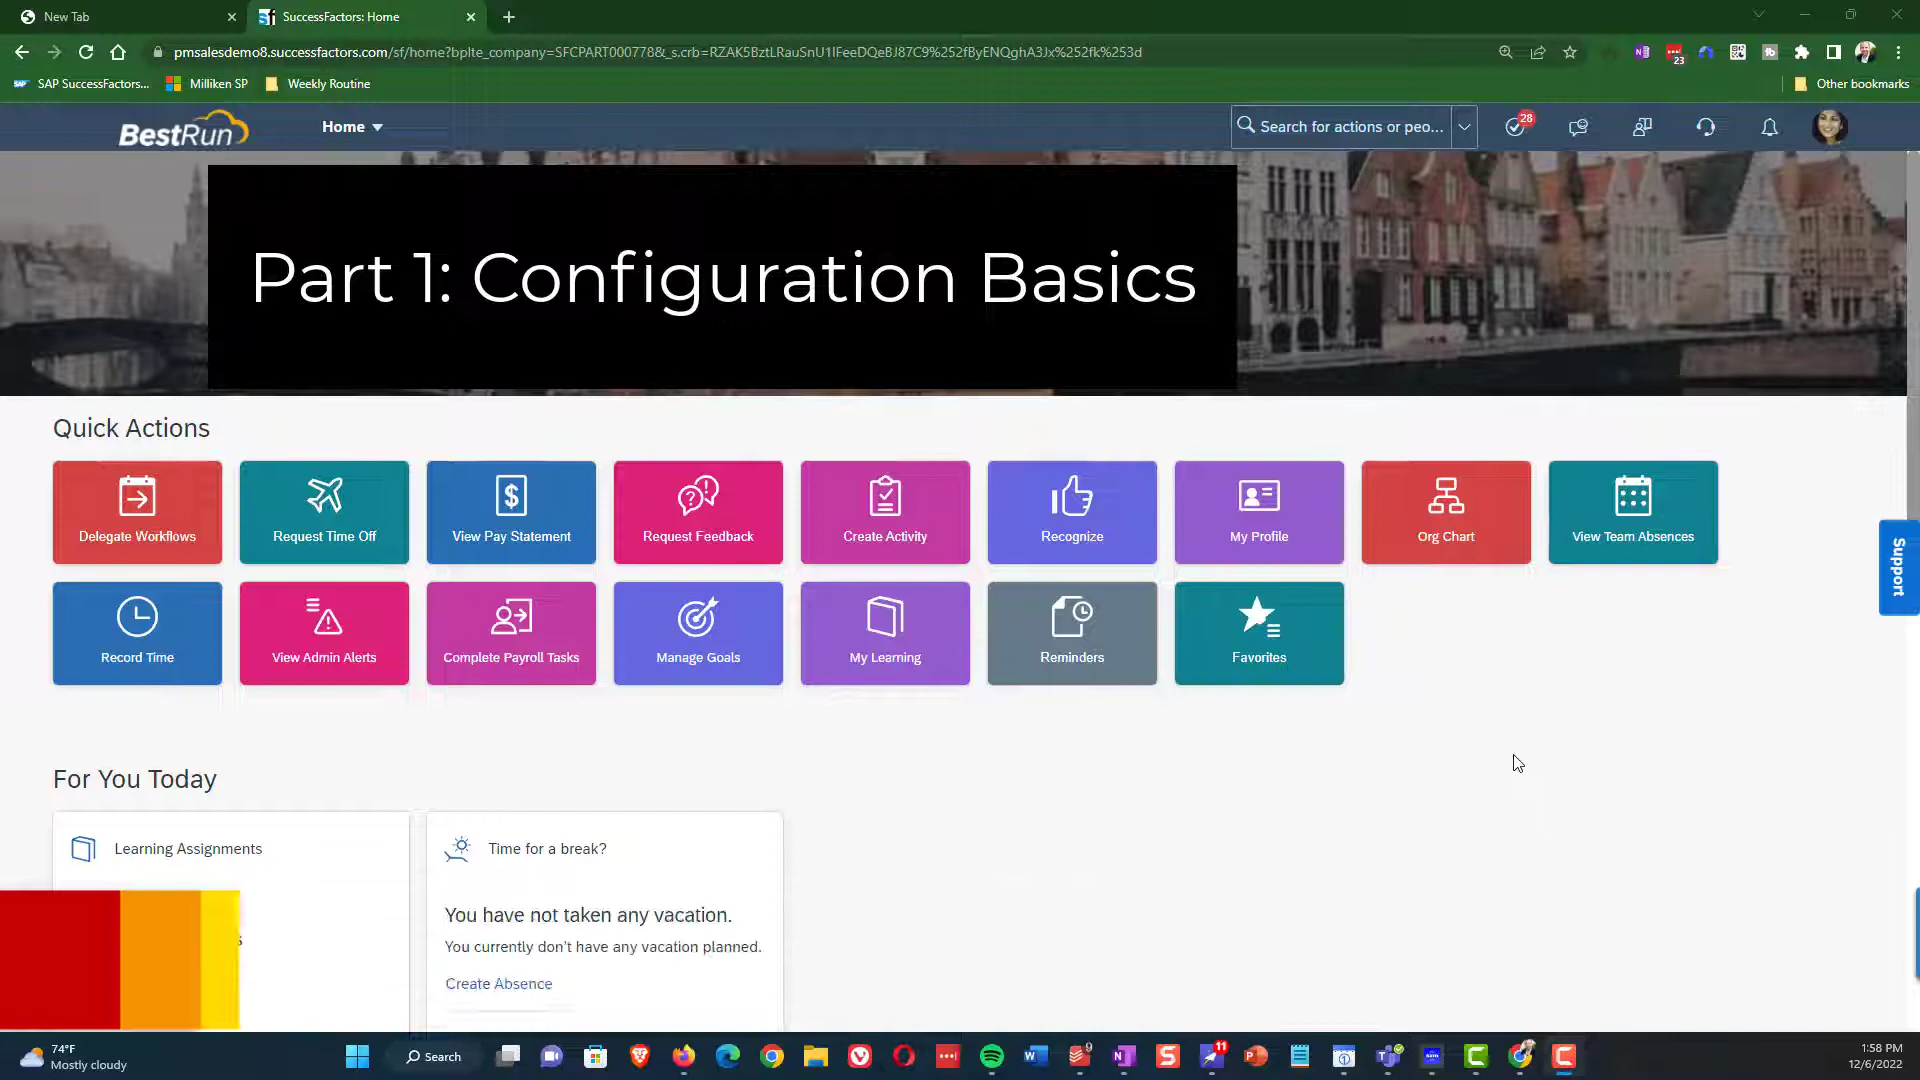 New Tab
SuccessFactors: Home
pmsalesdemo8.successfactors.com/sf/home?bplte_company=SFCPART000778&_s.crb=RZAK5BztLRauSnU1IFeeDQeBJ87C9%252fByENQghA3Jx%252fk%253d
23
SAP SuccessFactors...
Milliken SP
Weekly Routine
Other bookmarks
BestRun
Home
Search for actions or peo...
28
Part 1: Configuration Basics
Quick Actions
Delegate Workflows
Request Time Off
View Pay Statement
Request Feedback
Create Activity
Recognize
My Profile
Org Chart
View Team Absences
Support
Record Time
View Admin Alerts
Complete Payroll Tasks
Manage Goals
My Learning
Reminders
Favorites
For You Today
Learning Assignments
Time for a break?
You have not taken any vacation.
You currently don't have any vacation planned.
Create Absence
74°F
Mostly cloudy
Search
9
11
1:58 PM
12/6/2022